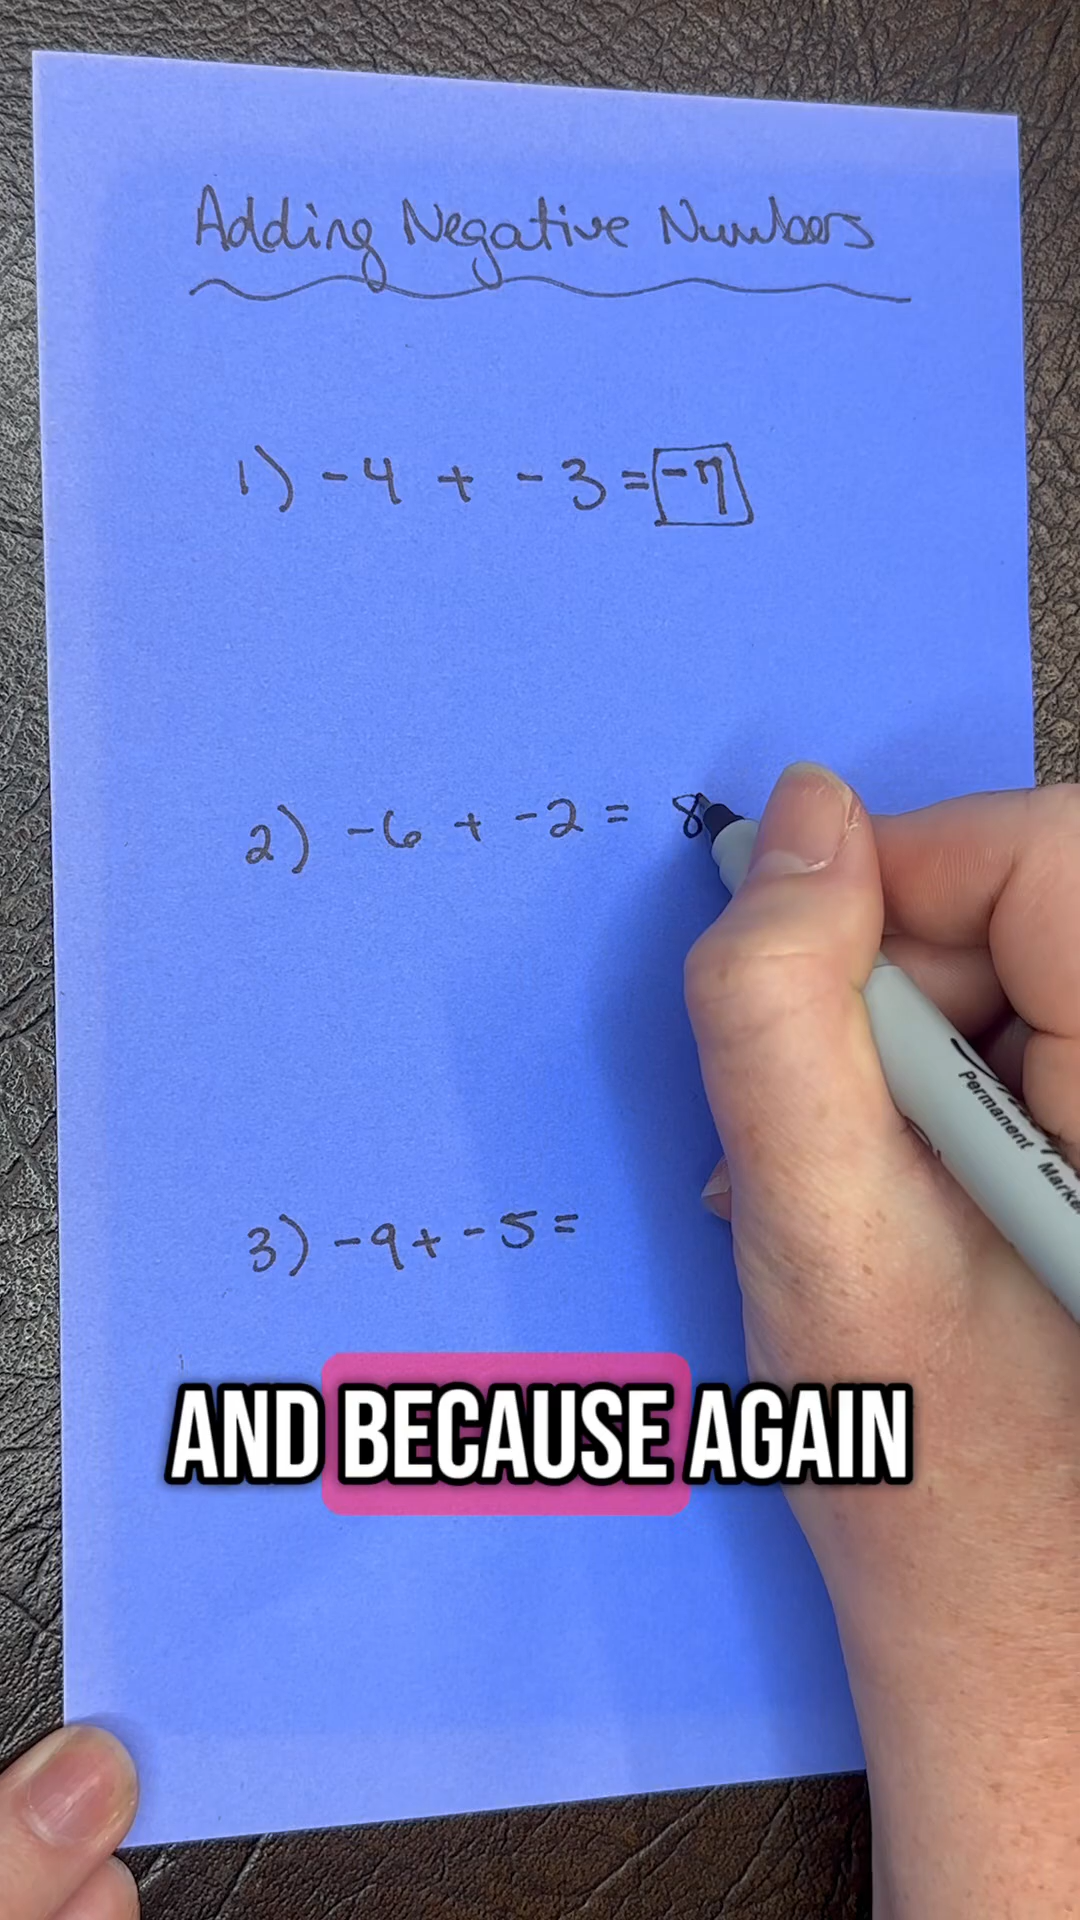 Adding Negative Numbers
1) -4 + -3 = -7
2) -6 + -2 = 8
3) -9 + -5 =
Permanent Marker
AND BECAUSE AGAIN